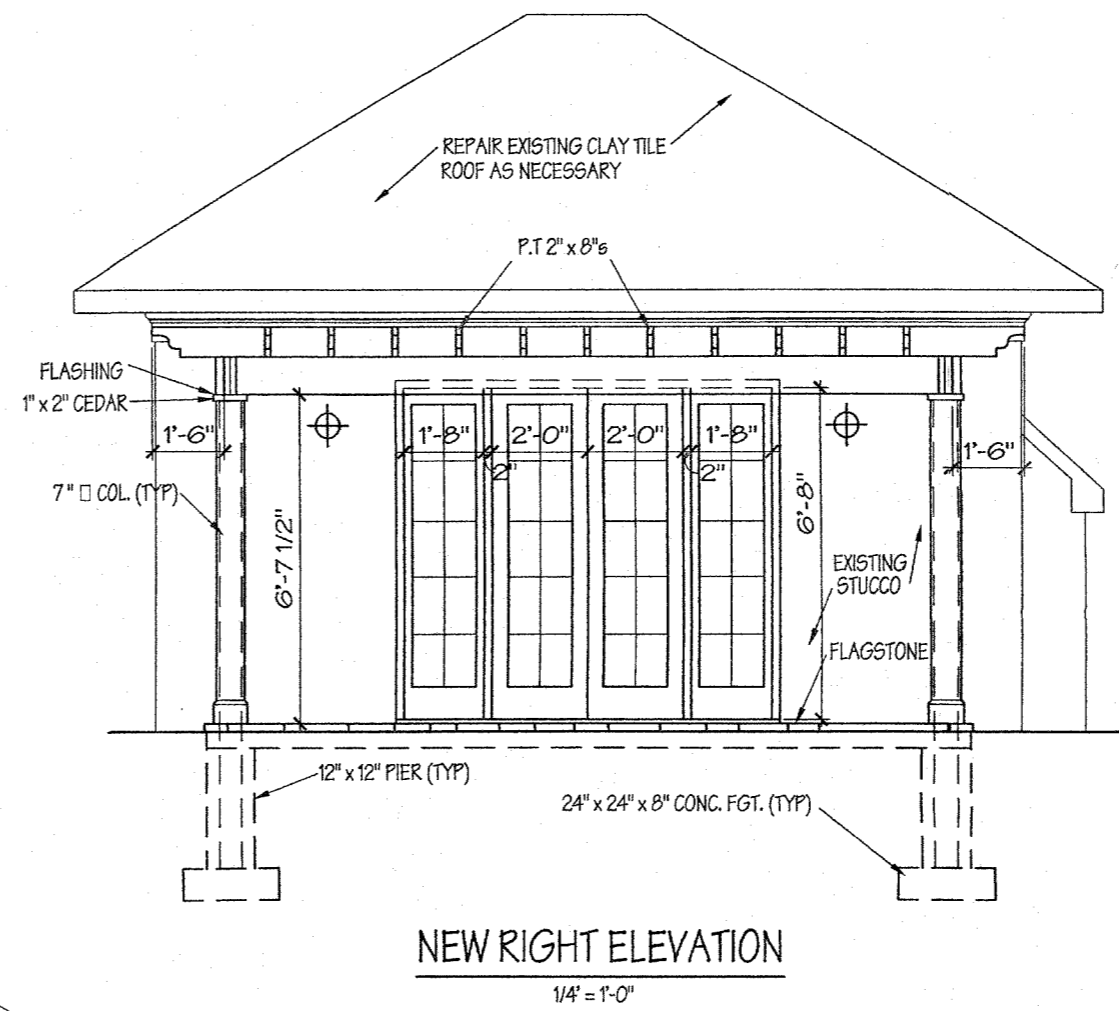 REPAIR EXISTING CLAY TILE
ROOF AS NECESSARY
P.T 2" x 8"s
FLASHING
1" x 2" CEDAR
1'-6"
1'-8"
2'-0"
2'-0"
1'-8"
1'-6"
2"
2"
7" □ COL. (TYP)
6'-7 1/2"
6'-8"
EXISTING
STUCCO
FLAGSTONE
12" x 12" PIER (TYP)
24" x 24" x 8" CONC. FGT. (TYP)
NEW RIGHT ELEVATION
1/4' = 1'-0"